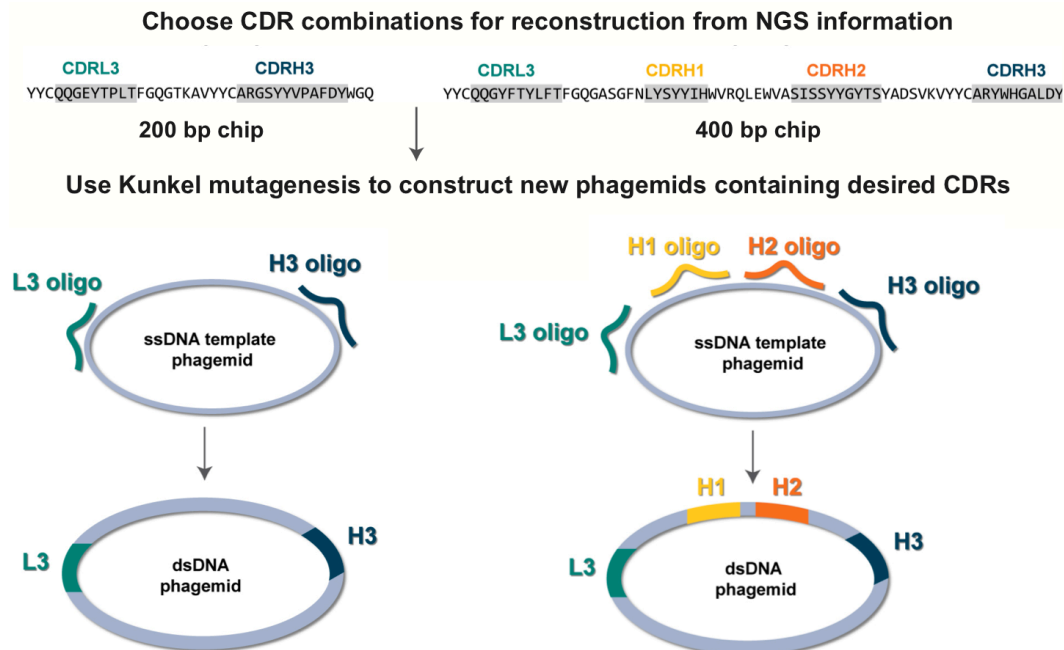 Choose CDR combinations for reconstruction from NGS information
CDRL3 CDRH3 CDRL3 CDRH1 CDRH2 CDRH3
YYCQQGEYTPLTFGQGTKAVYYCARGSYYVPAFDYWGQ YYCQQGYFTYLFTFGQGASGFNLYSYYIHWVRQLEWVASISSYYGYTSYADSVKVYYCARYWHGALDY
200 bp chip 400 bp chip
Use Kunkel mutagenesis to construct new phagemids containing desired CDRs
H1 oligo H2 oligo
L3 oligo H3 oligo H3 oligo
L3 oligo
ssDNA template
phagemid
ssDNA template
phagemid
H1 H2
L3 H3 L3 H3
dsDNA
phagemid
dsDNA
phagemid